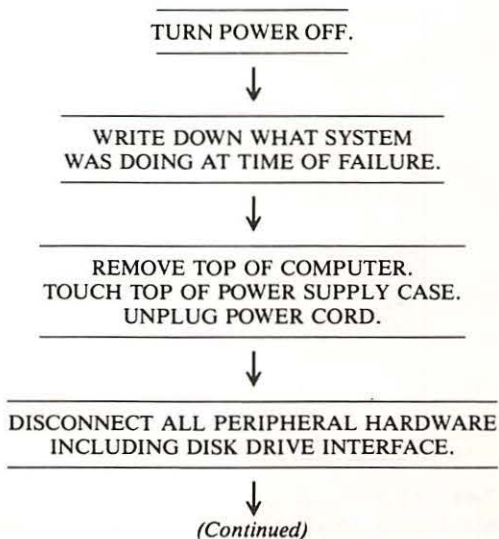 TURN POWER OFF.
WRITE DOWN WHAT SYSTEM
WAS DOING AT TIME OF FAILURE.
REMOVE TOP OF COMPUTER.
TOUCH TOP OF POWER SUPPLY CASE.
UNPLUG POWER CORD.
DISCONNECT ALL PERIPHERAL HARDWARE
INCLUDING DISK DRIVE INTERFACE.
(Continued)